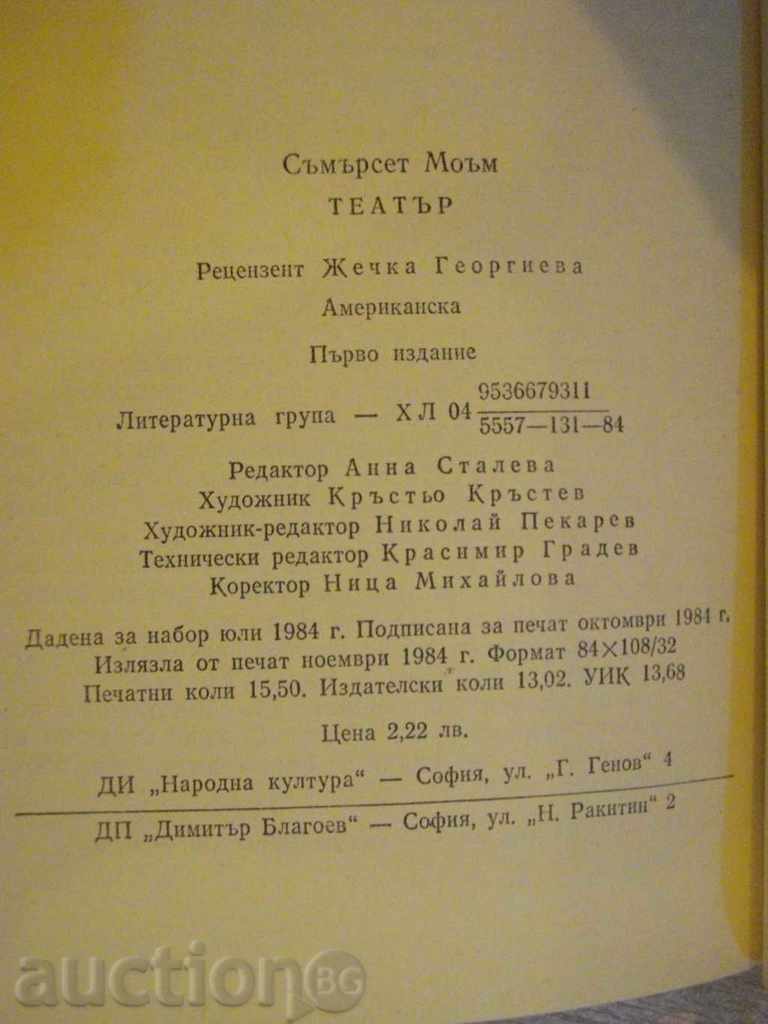 Съмърсет Моъм
ТЕАТЪР
Рецензент Жечка Георгиева
Американска
Първо издание
Литературна група — ХЛ 04 9536679311
5557—131—84
Редактор Анна Сталева
Художник Кръстьо Кръстев
Художник-редактор Николай Пекарев
Технически редактор Красимир Градев
Коректор Ница Михайлова
Дадена за набор юли 1984 г. Подписана за печат октомври 1984 г.
Излязла от печат ноември 1984 г. Формат 84×108/32
Печатни коли 15,50. Издателски коли 13,02. УИК 13,68
Цена 2,22 лв.
ДИ „Народна култура“ — София, ул. „Г. Генов“ 4
ДП „Димитър Благоев“ — София, ул. „Н. Ракитин“ 2
auctionBG